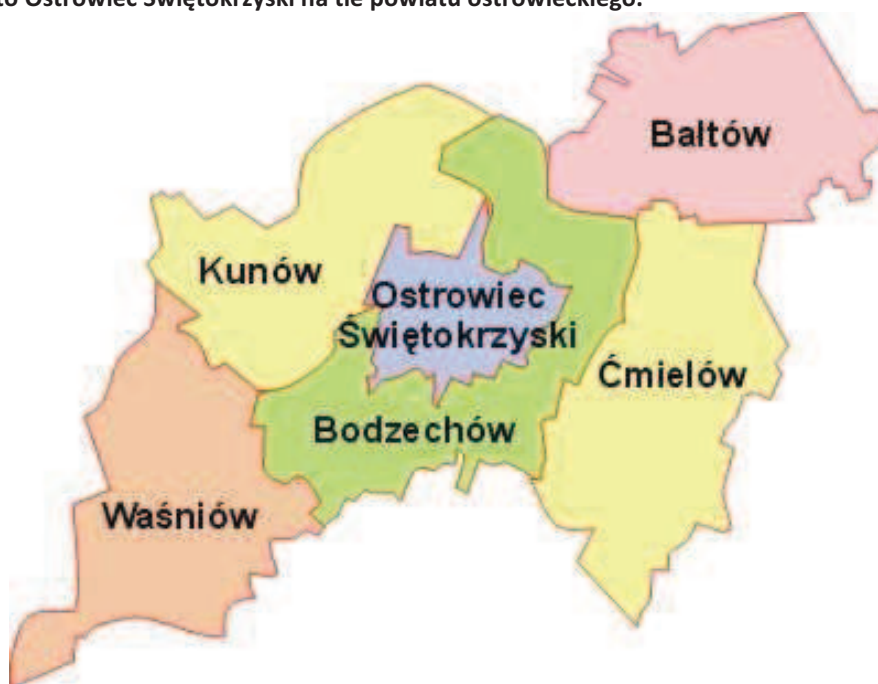 to Ostrowiec Świętokrzyski na tle powiatu ostrowieckiego.
Bałtów
Kunów
Ostrowiec
Świętokrzyski
Ćmielów
Bodzechów
Waśniów